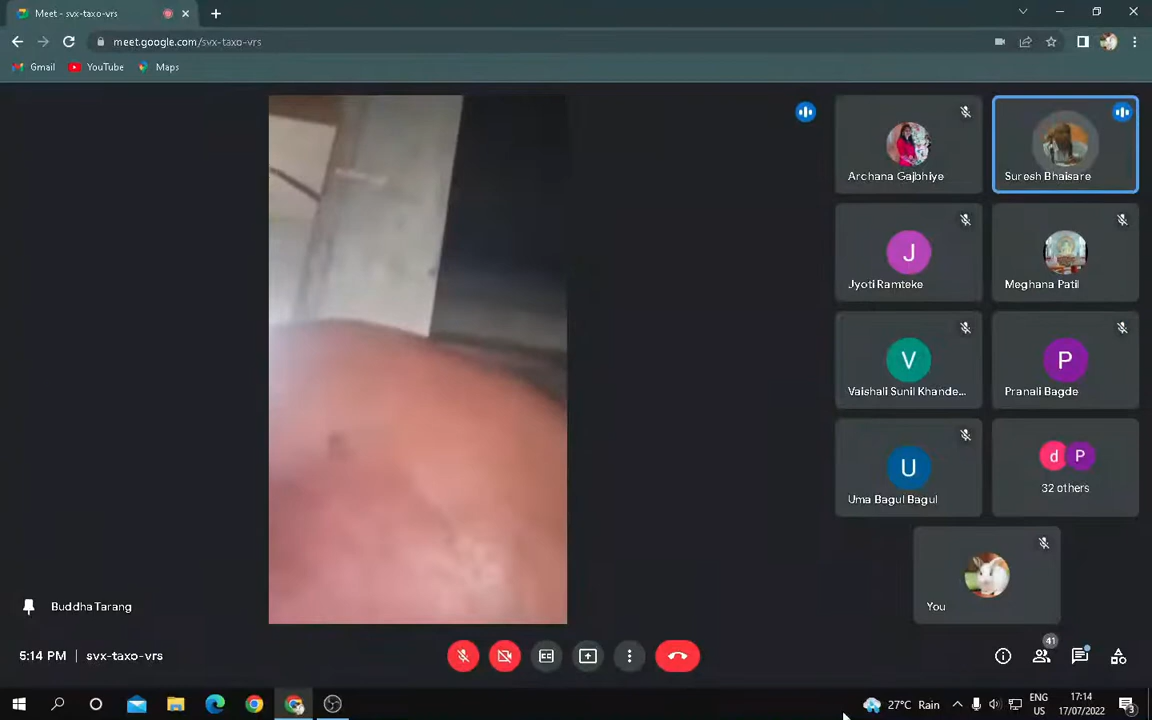 Meet - svx-taxo-vrs
meet.google.com/svx-taxo-vrs
Gmail YouTube Maps
Archana Gajbhiye
Suresh Bhaisare
J
Jyoti Ramteke
Meghana Patil
V
Vaishali Sunil Khande...
P
Pranali Bagde
U
Uma Bagul Bagul
d P
32 others
You
Buddha Tarang
5:14 PM | svx-taxo-vrs
41
27°C Rain
ENG
US
17:14
17/07/2022
3